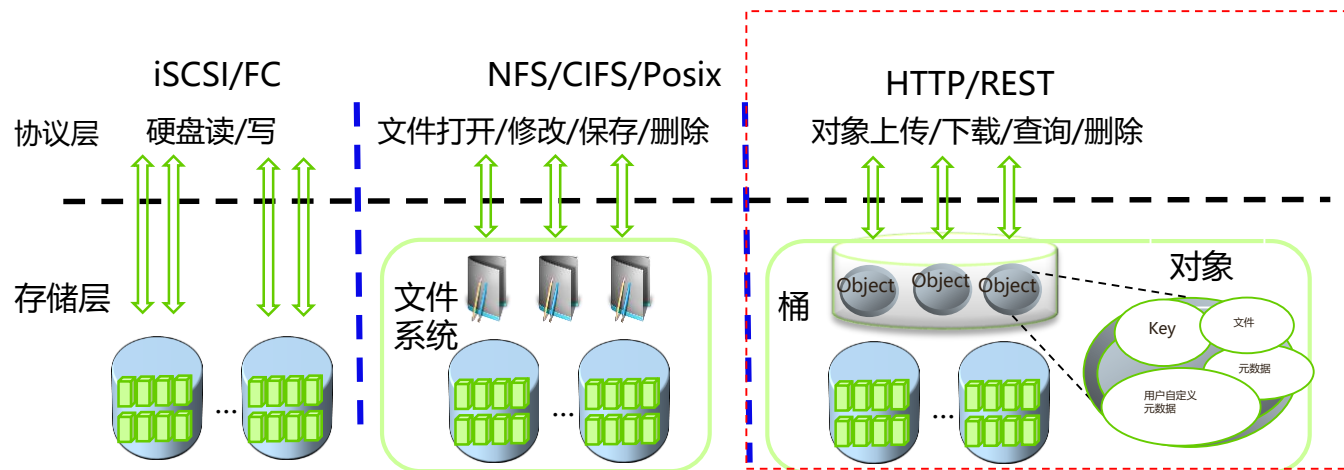 iSCSI/FC
NFS/CIFS/Posix
HTTP/REST
协议层
硬盘读/写
文件打开/修改/保存/删除
对象上传/下载/查询/删除
存储层
文件
系统
桶
Object
Object
Object
对象
Key
文件
元数据
用户自定义
元数据
...
...
...